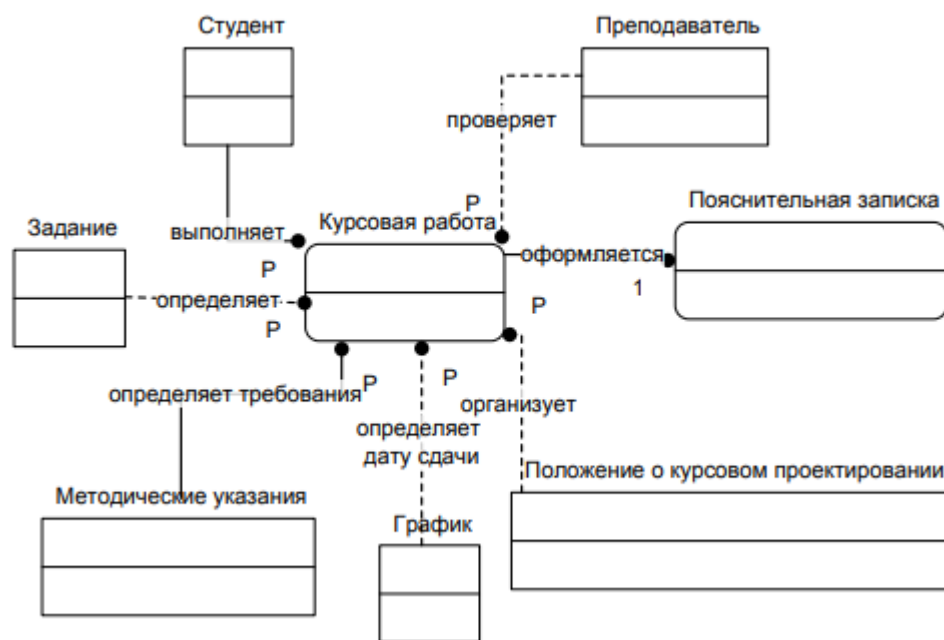 Студент
Преподаватель
проверяет
P
Пояснительная записка
Задание
выполняет
Курсовая работа
оформляется
P
1
определяет
P
P
определяет требования
P
P
организует
определяет
дату сдачи
Методические указания
График
Положение о курсовом проектировании